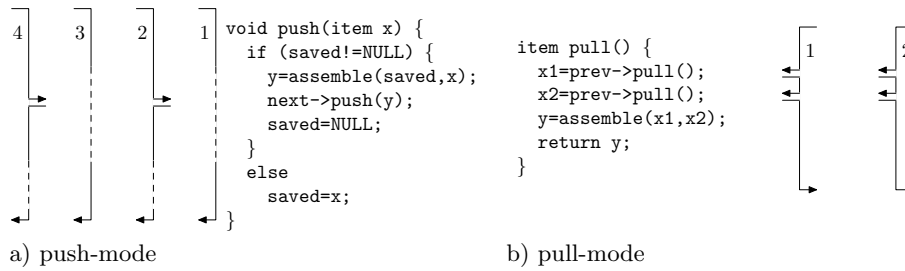 4 3 2 1
void push(item x) {
if (saved!=NULL) {
y=assemble(saved,x);
next->push(y);
saved=NULL;
}
else
saved=x;
}
a) push-mode
item pull() {
x1=prev->pull();
x2=prev->pull();
y=assemble(x1,x2);
return y;
}
1 2
b) pull-mode